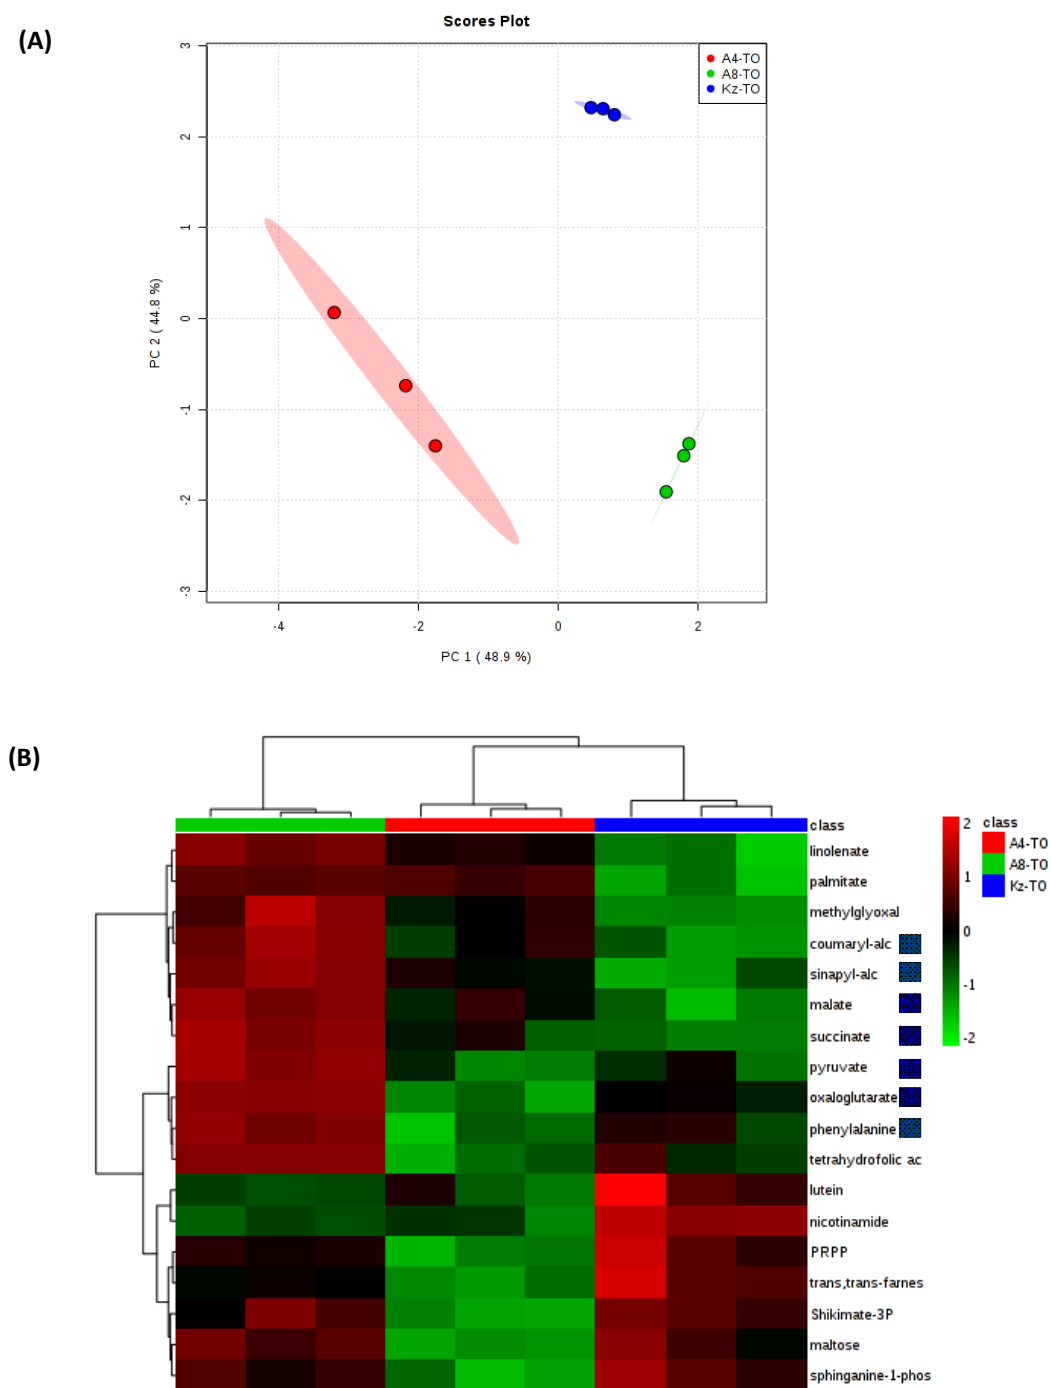 (A)
Scores Plot
A4-TO
A8-TO
Kz-TO
3
2
1
0
-1
-2
-3
PC 2 ( 44.8 %)
-4
-2
0
2
PC 1 ( 48.9 %)
(B)
class
linolenate
palmitate
methylglyoxal
coumaryl-alc
sinapyl-alc
malate
succinate
pyruvate
oxaloglutarate
phenylalanine
tetrahydrofolic ac
lutein
nicotinamide
PRPP
trans,trans-farnes
Shikimate-3P
maltose
sphinganine-1-phos
2
1
0
-1
-2
class
A4-TO
A8-TO
Kz-TO